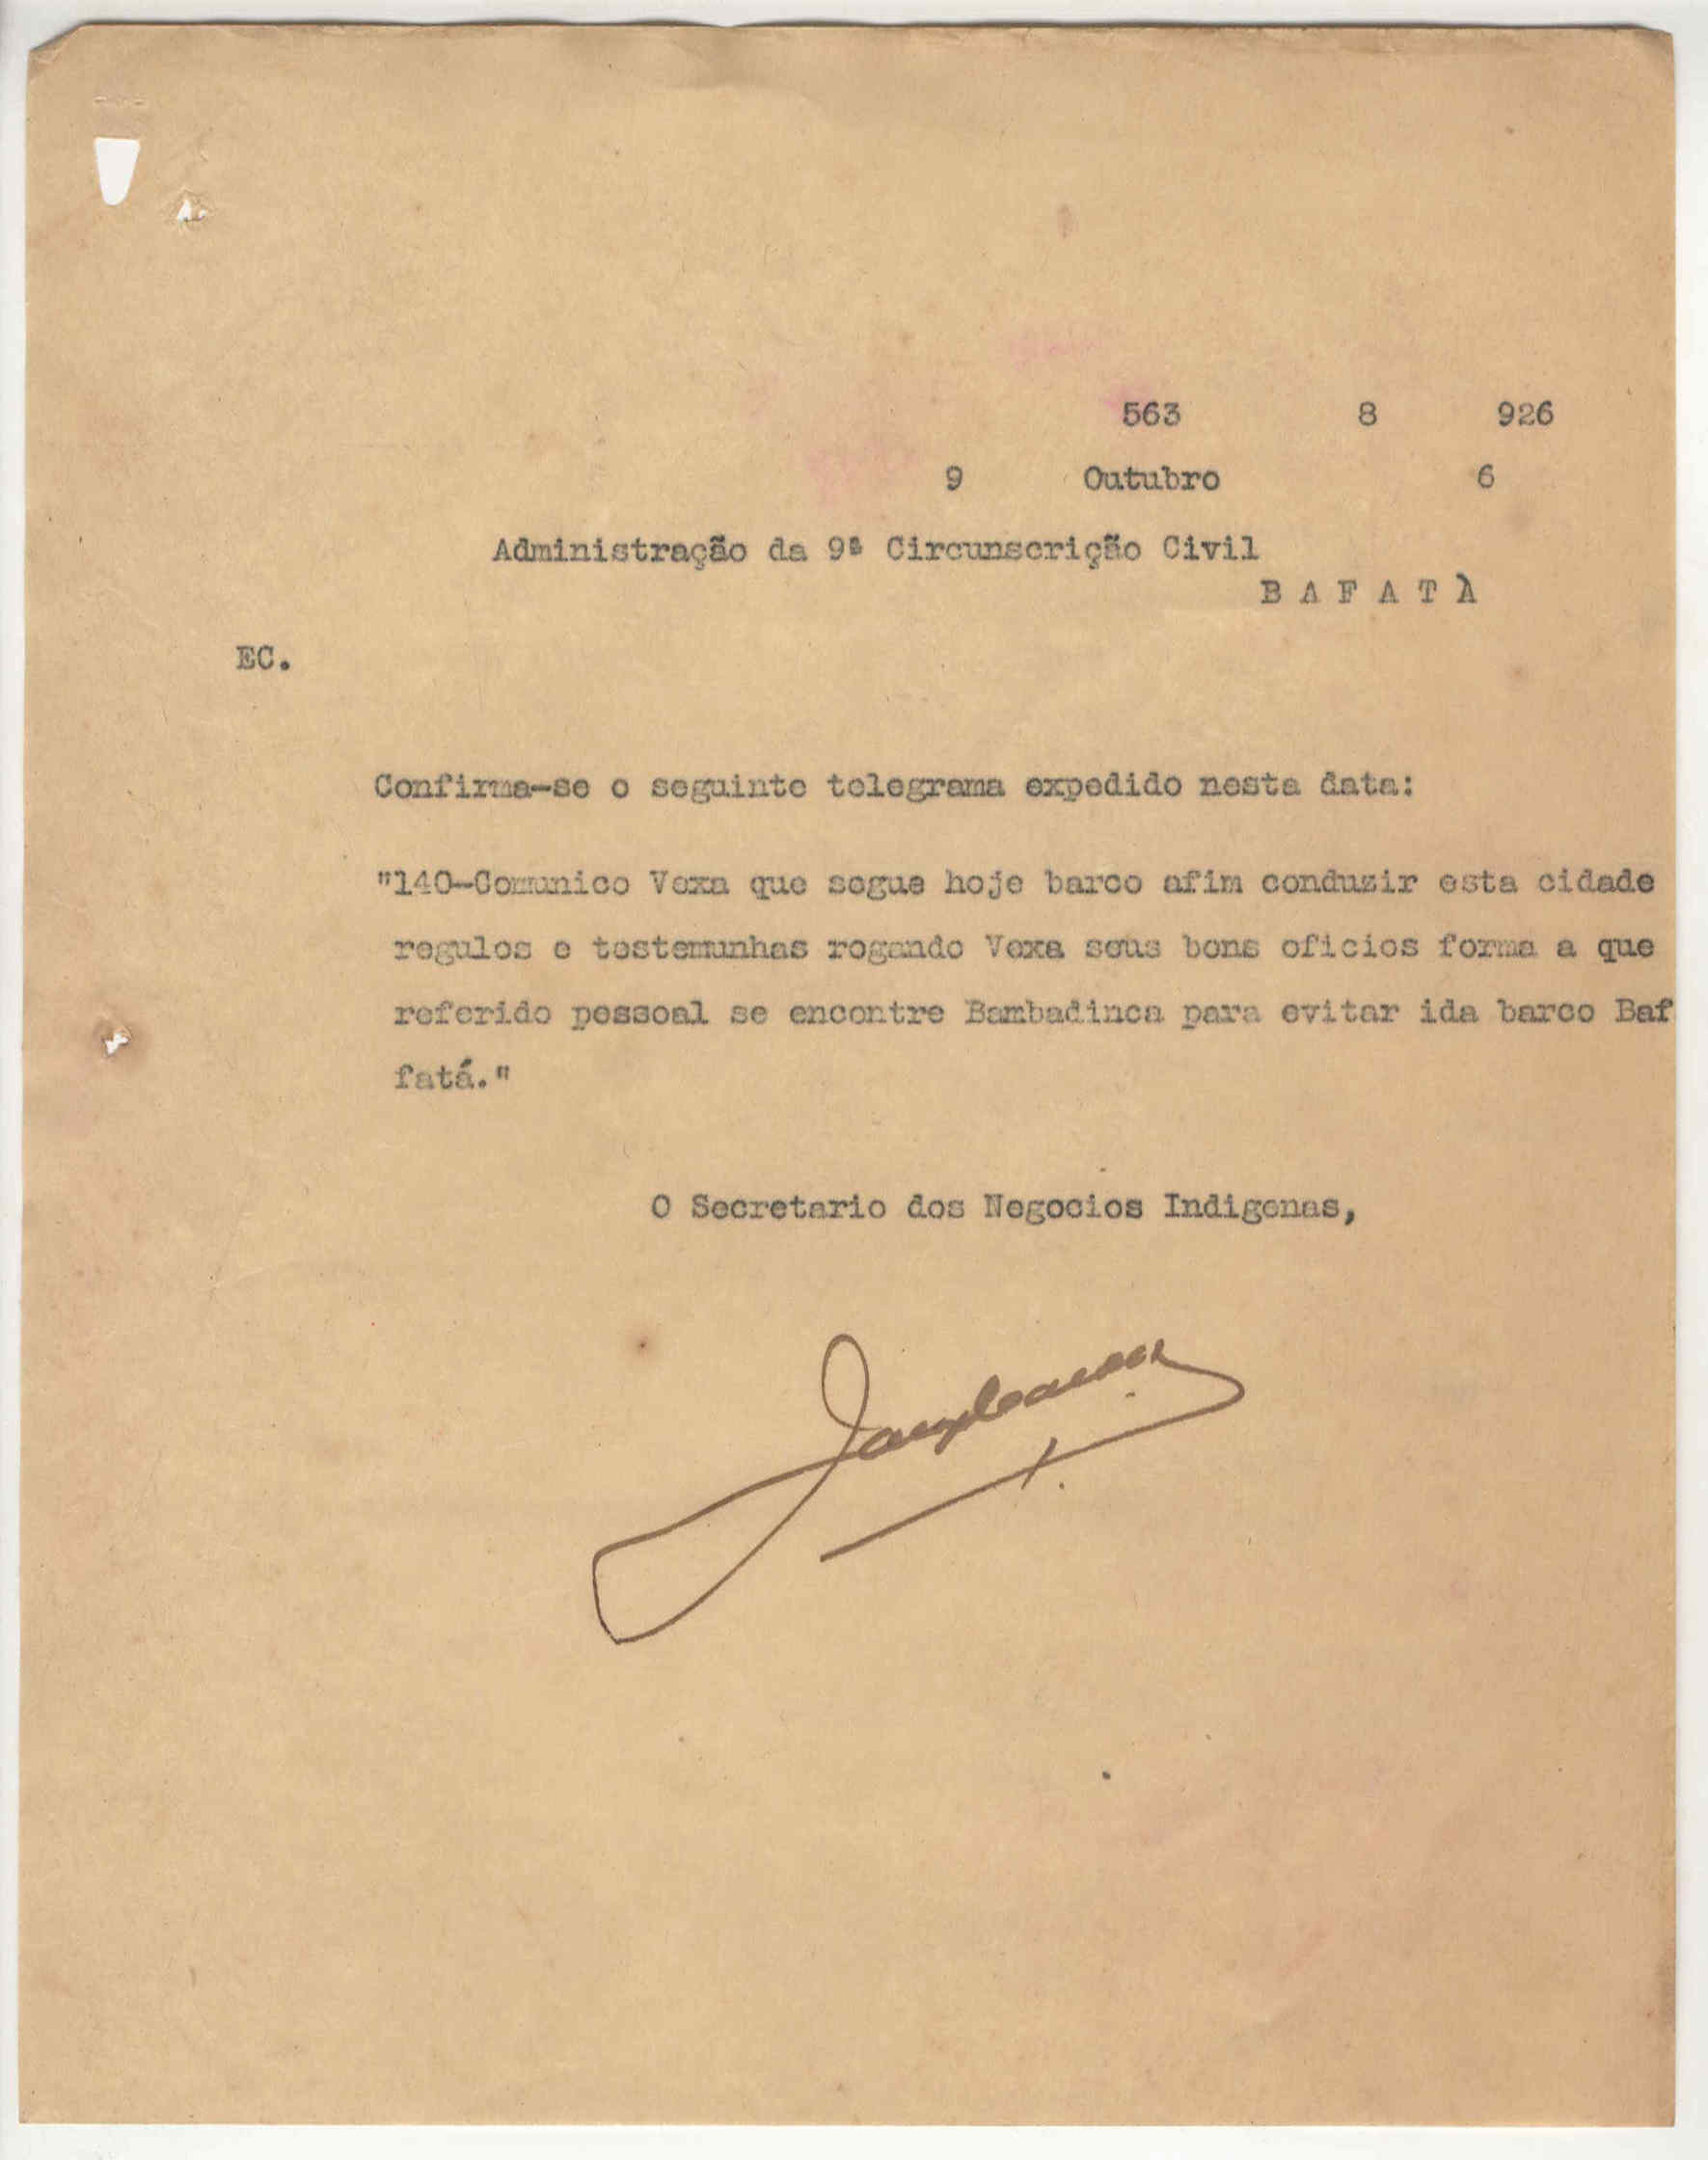 563 8 926
9 Outubro 6
Administração da 9ª Circunscrição Civil
BAFATÀ
EC.
Confirma-se o seguinte telegrama expedido nesta data:
"140-Comunico Vexa que segue hoje barco afim conduzir esta cidade
regulos e testemunhas rogando Vexa seus bons oficios forma a que
referido pessoal se encontre Bambadinca para evitar ida barco Baf
fatá."
O Secretario dos Negocios Indigenas,